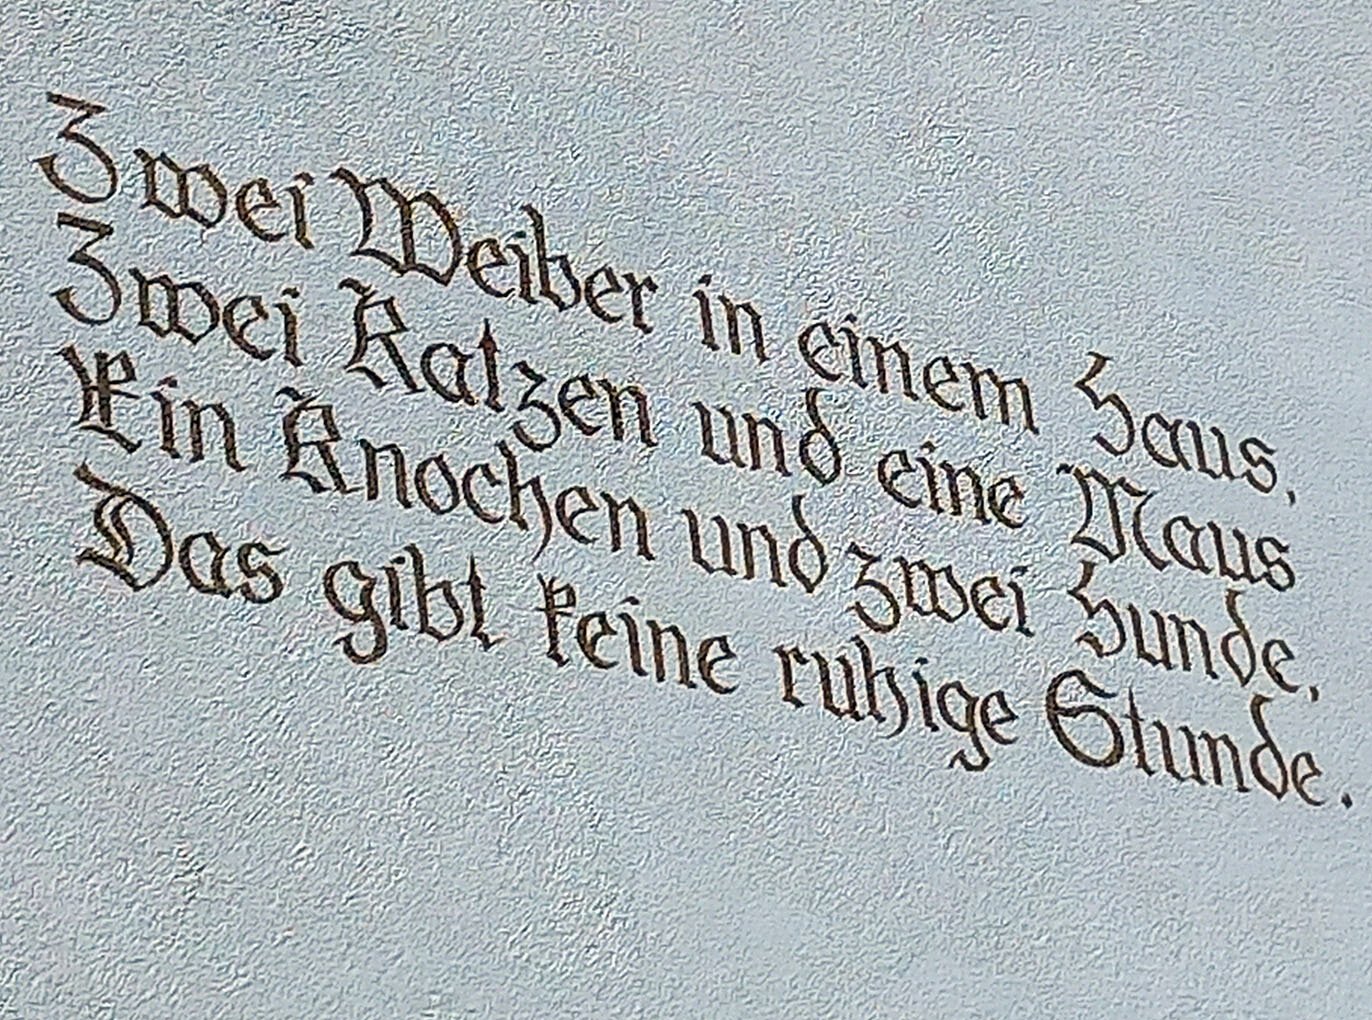 Zwei Weiber in einem Haus,
Zwei Katzen und eine Maus
Ein Knochen und zwei Hunde,
Das gibt keine ruhige Stunde.